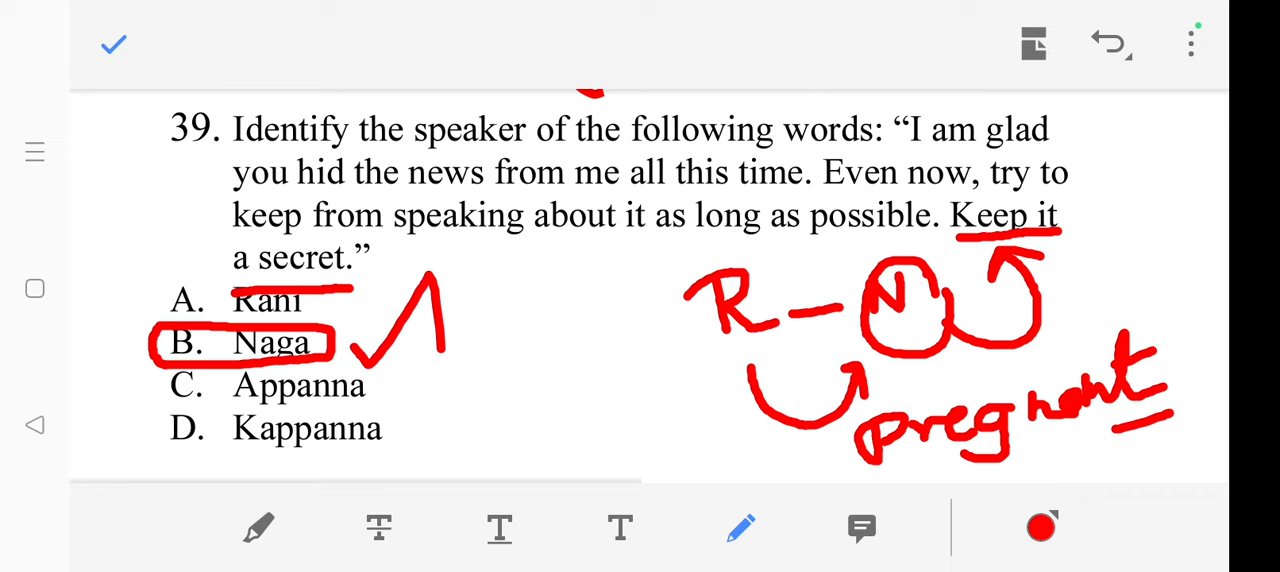 39. Identify the speaker of the following words: “I am glad
you hid the news from me all this time. Even now, try to
keep from speaking about it as long as possible. Keep it
a secret.”
A. Rani
B. Naga
C. Appanna
D. Kappanna
R - N
pregnant